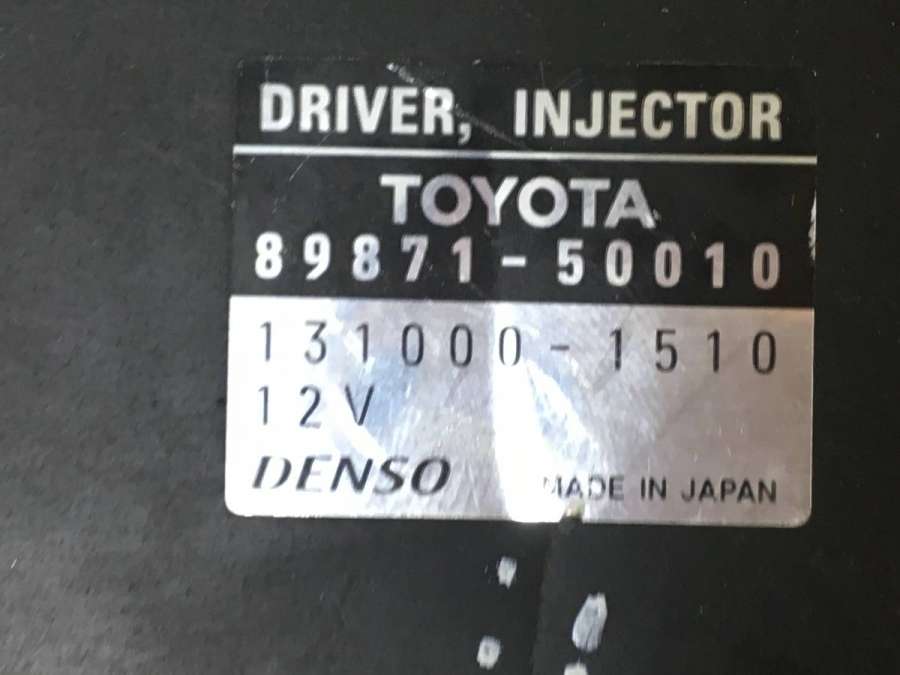 DRIVER, INJECTOR
TOYOTA
89871-50010
131000-1510
12V
DENSO
MADE IN JAPAN